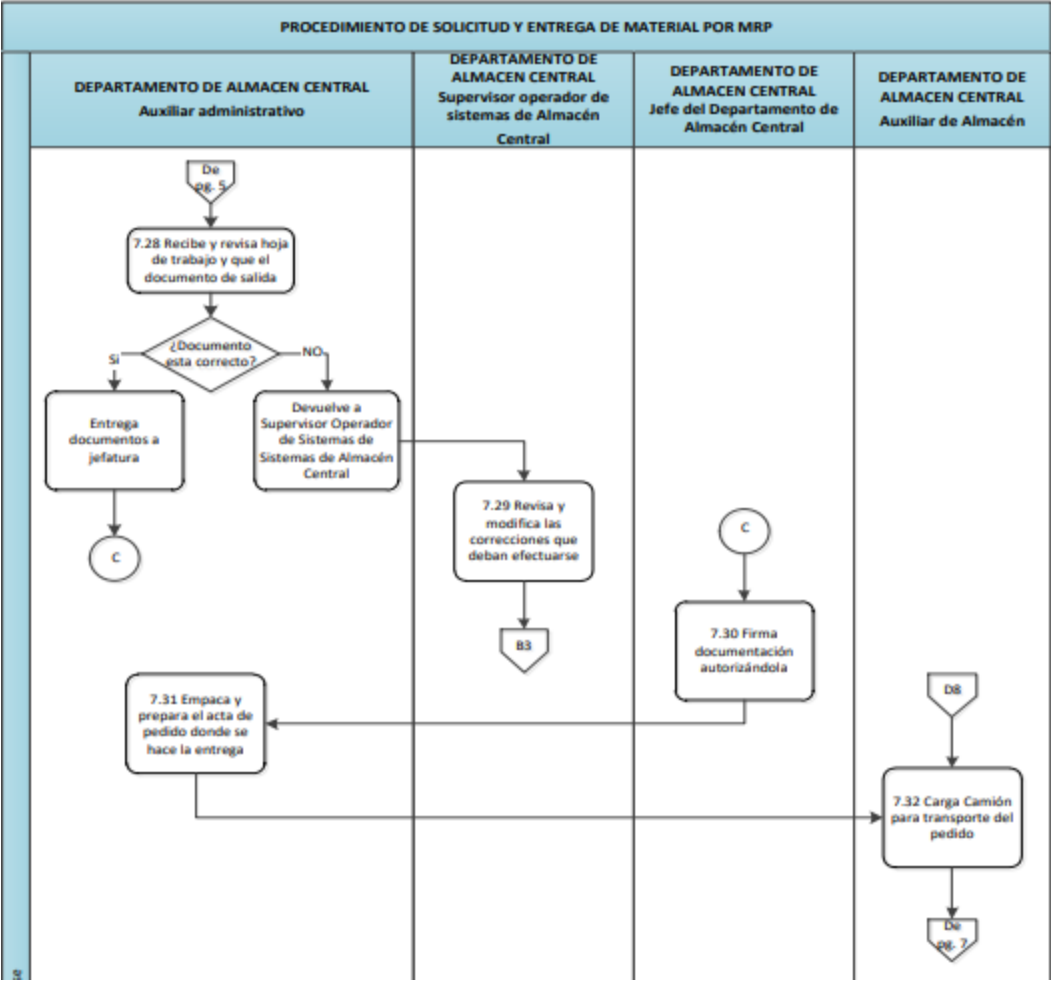 PROCEDIMIENTO DE SOLICITUD Y ENTREGA DE MATERIAL POR MRP
DEPARTAMENTO DE ALMACEN CENTRAL
Auxiliar administrativo
DEPARTAMENTO DE
ALMACEN CENTRAL
Supervisor operador de
sistemas de Almacén
Central
DEPARTAMENTO DE
ALMACEN CENTRAL
Jefe del Departamento de
Almacén Central
DEPARTAMENTO DE
ALMACEN CENTRAL
Auxiliar de Almacén
De
pg. 5
7.28 Recibe y revisa hoja
de trabajo y que el
documento de salida
¿Documento
esta correcto?
Si
NO
Entrega
documentos a
jefatura
Devuelve a
Supervisor Operador
de Sistemas de
Sistemas de Almacén
Central
C
7.29 Revisa y
modifica las
correcciones que
deban efectuarse
B3
C
7.30 Firma
documentación
autorizándola
7.31 Empaca y
prepara el acta de
pedido donde se
hace la entrega
D8
7.32 Carga Camión
para transporte del
pedido
De
pg. 7
se